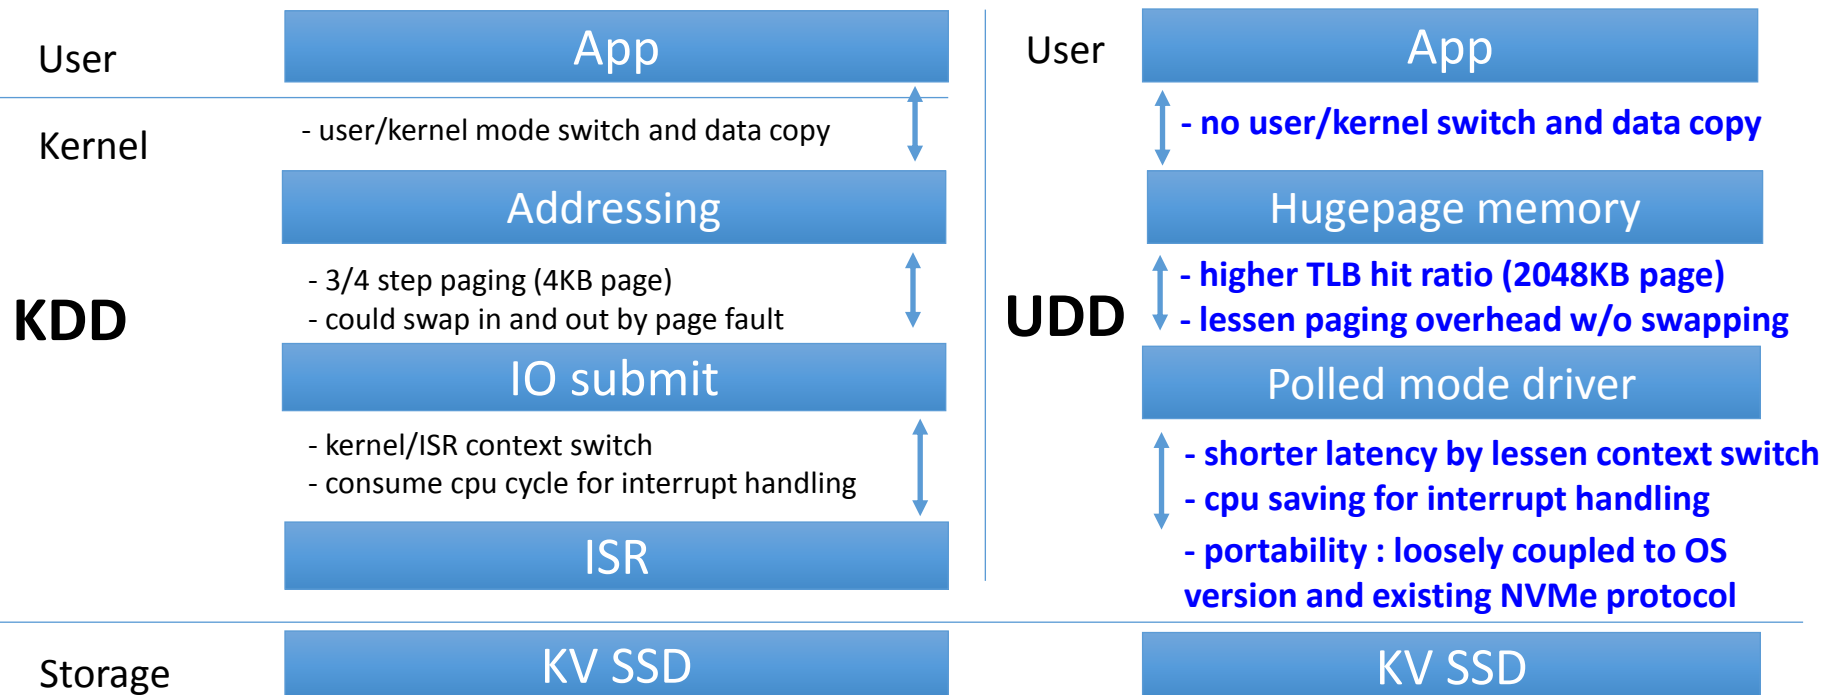 User
App
Kernel
- user/kernel mode switch and data copy
Addressing
KDD
- 3/4 step paging (4KB page)
- could swap in and out by page fault
IO submit
- kernel/ISR context switch
- consume cpu cycle for interrupt handling
ISR
Storage
KV SSD
User
App
- no user/kernel switch and data copy
Hugepage memory
UDD
- higher TLB hit ratio (2048KB page)
- lessen paging overhead w/o swapping
Polled mode driver
- shorter latency by lessen context switch
- cpu saving for interrupt handling
- portability : loosely coupled to OS
version and existing NVMe protocol
KV SSD